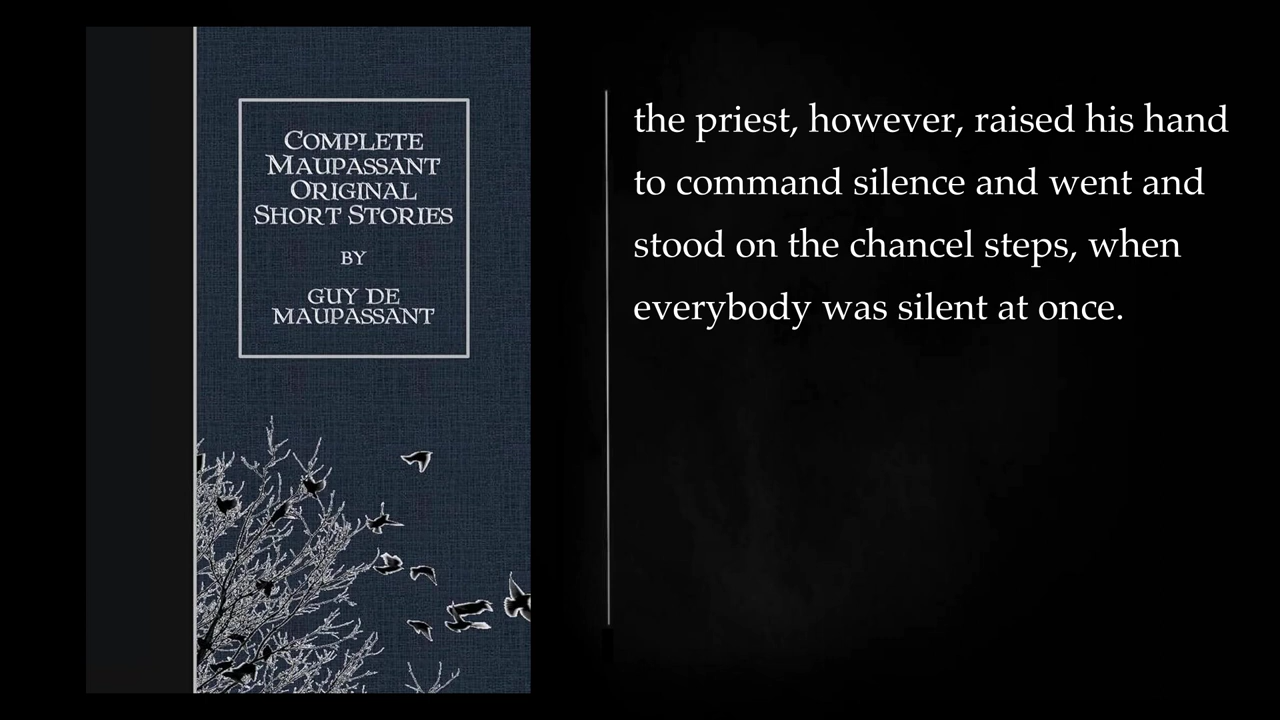 COMPLETE
MAUPASSANT
ORIGINAL
SHORT STORIES
BY
GUY DE
MAUPASSANT
the priest, however, raised his hand
to command silence and went and
stood on the chancel steps, when
everybody was silent at once.